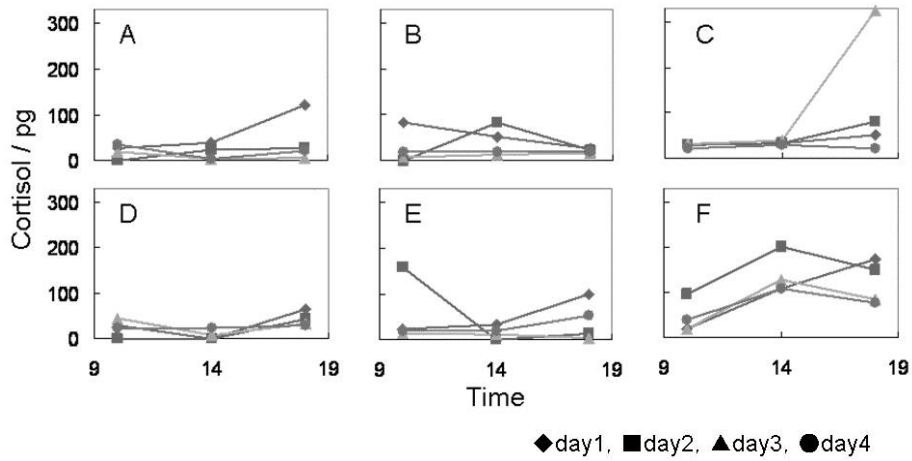 300
200
100
0
A
B
C
Cortisol / pg
300
200
100
0
D
E
F
9 14 19 9 14 19 9 14 19
Time
◆day1, ■day2, ▲day3, ●day4